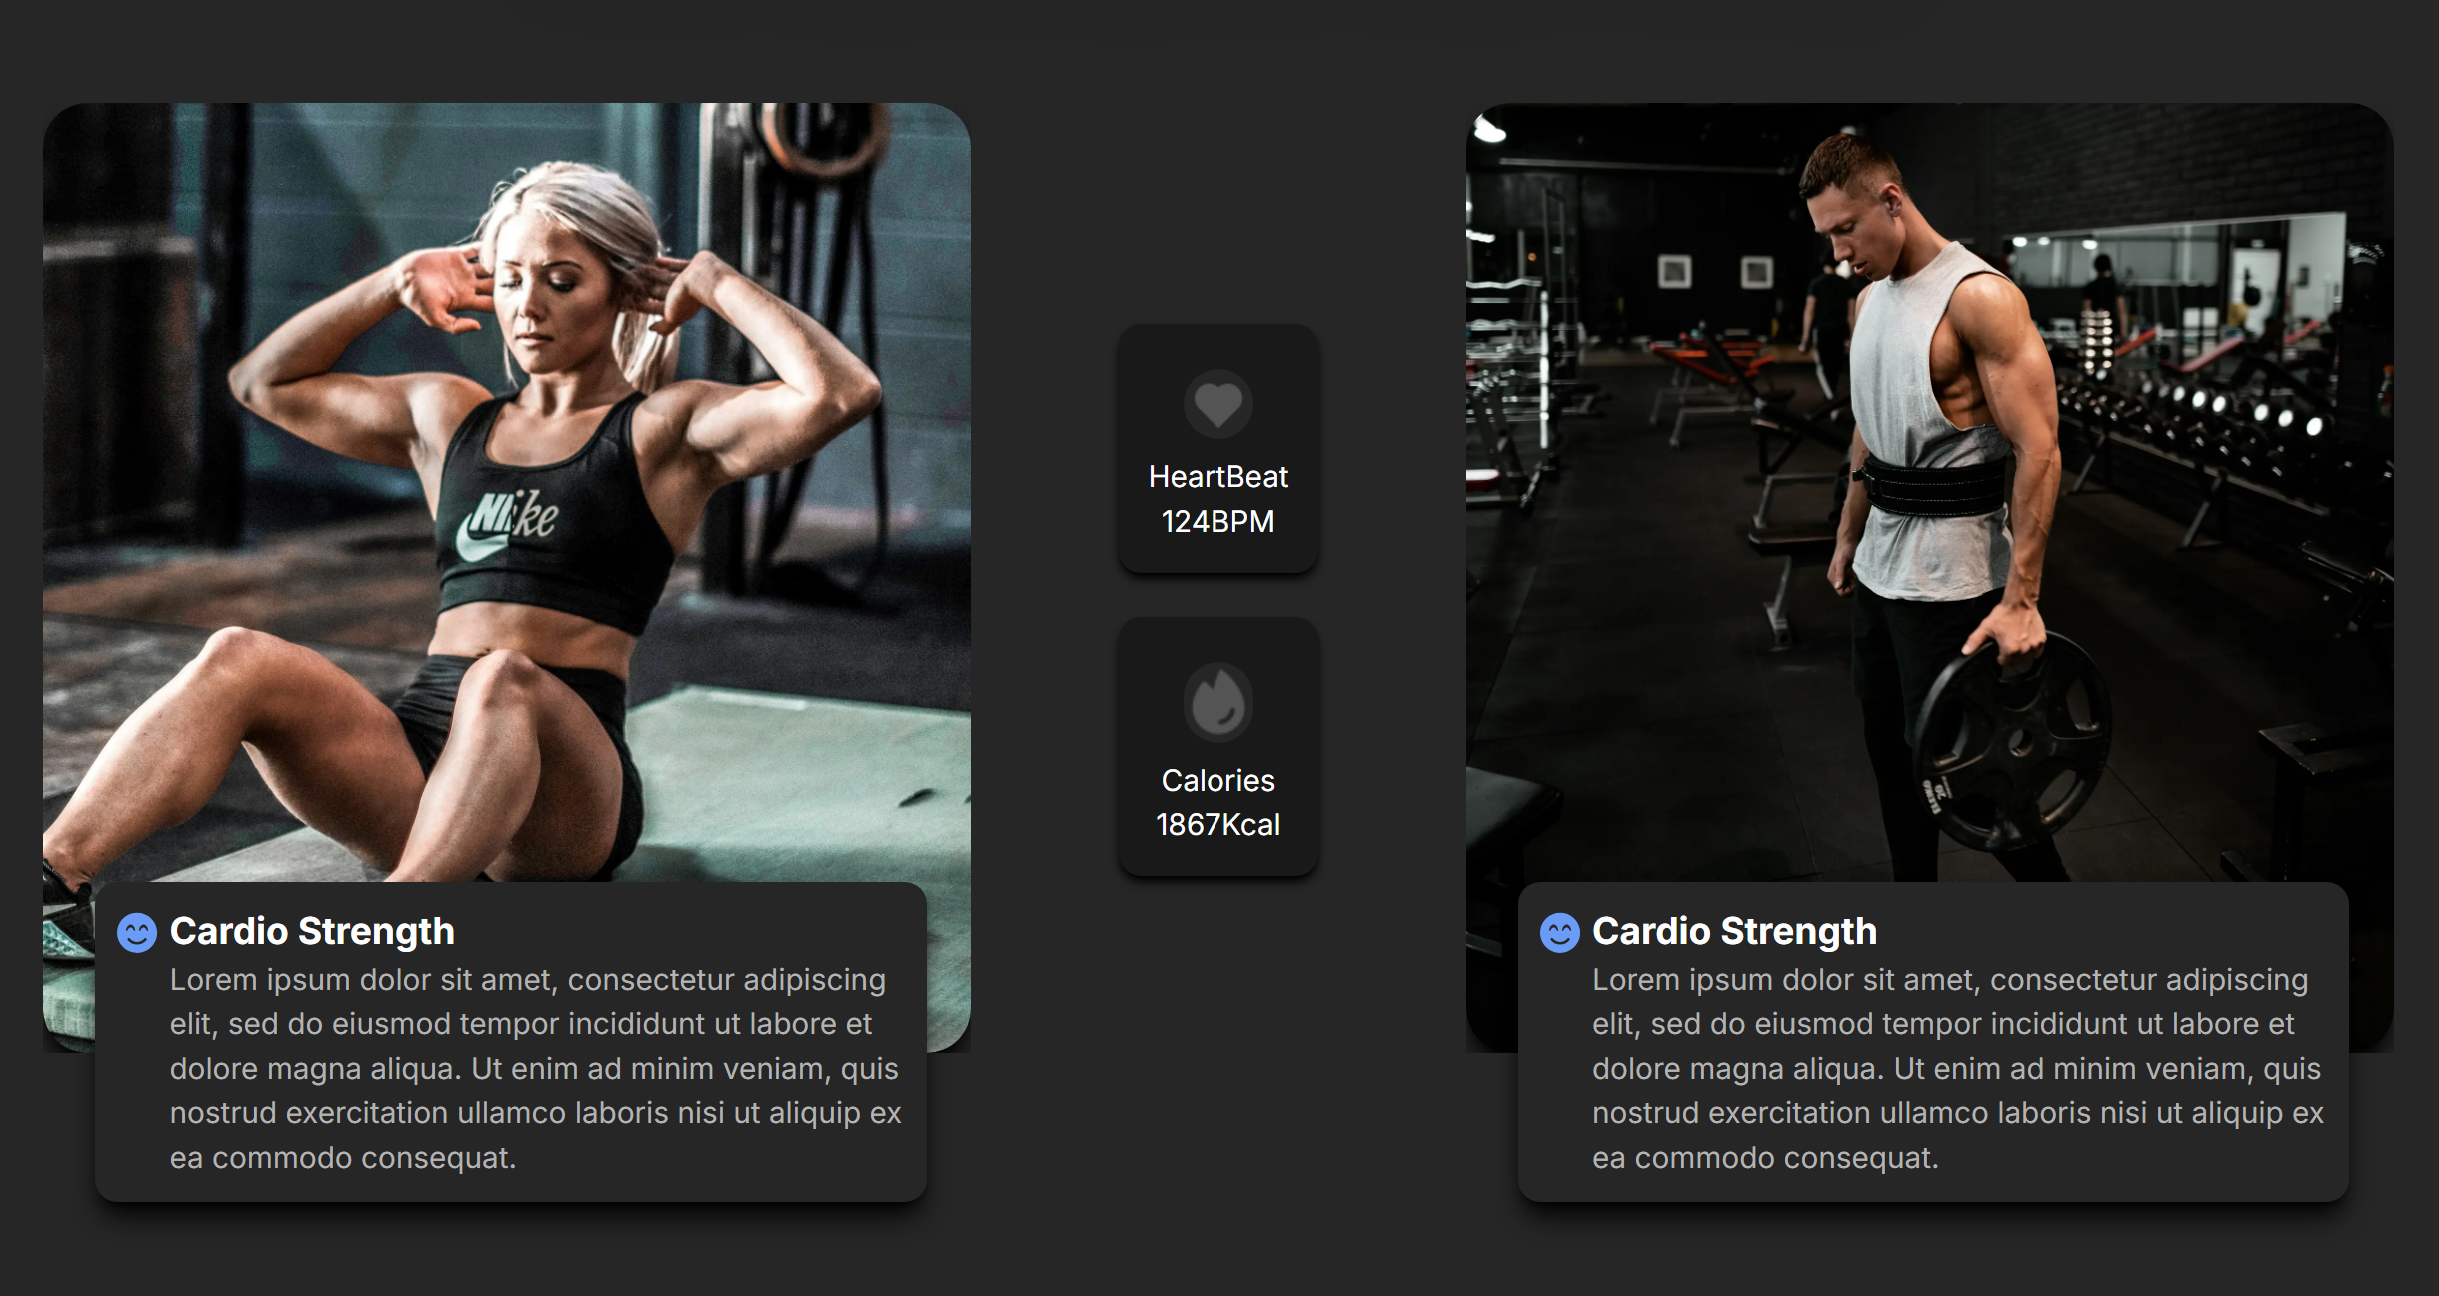 Nike
HeartBeat
124BPM
Calories
1867Kcal
20
Cardio Strength
Lorem ipsum dolor sit amet, consectetur adipiscing
elit, sed do eiusmod tempor incididunt ut labore et
dolore magna aliqua. Ut enim ad minim veniam, quis
nostrud exercitation ullamco laboris nisi ut aliquip ex
ea commodo consequat.
Cardio Strength
Lorem ipsum dolor sit amet, consectetur adipiscing
elit, sed do eiusmod tempor incididunt ut labore et
dolore magna aliqua. Ut enim ad minim veniam, quis
nostrud exercitation ullamco laboris nisi ut aliquip ex
ea commodo consequat.